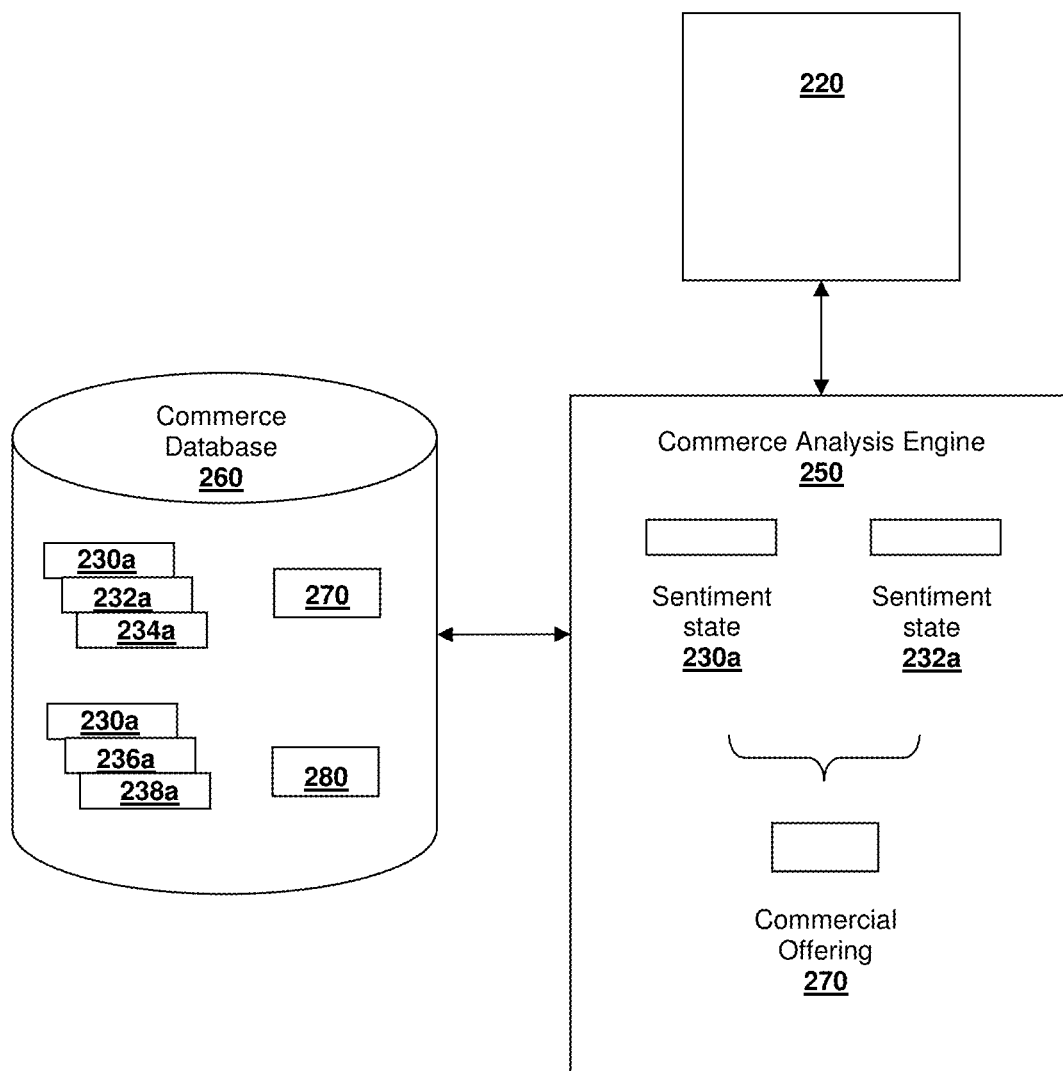 220
Commerce
Database
260
230a
232a
234a
270
230a
236a
238a
280
Commerce Analysis Engine
250
Sentiment
state
230a
Sentiment
state
232a
Commercial
Offering
270